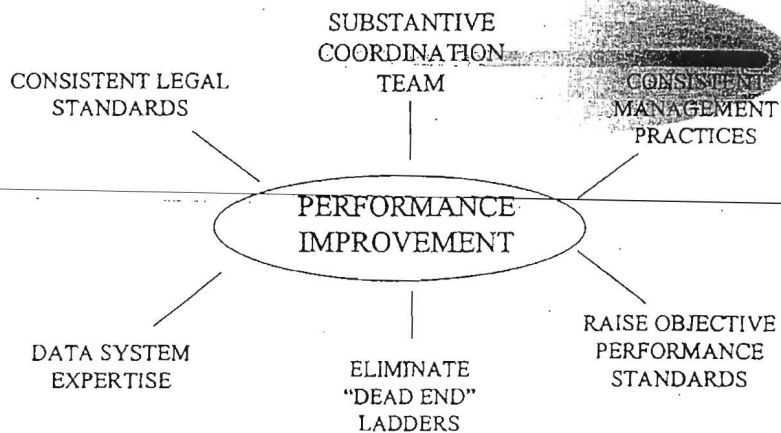 SUBSTANTIVE
COORDINATION
TEAM
CONSISTENT LEGAL
STANDARDS
CONSISTENT
MANAGEMENT
PRACTICES
PERFORMANCE
IMPROVEMENT
DATA SYSTEM
EXPERTISE
ELIMINATE
“DEAD END”
LADDERS
RAISE OBJECTIVE
PERFORMANCE
STANDARDS